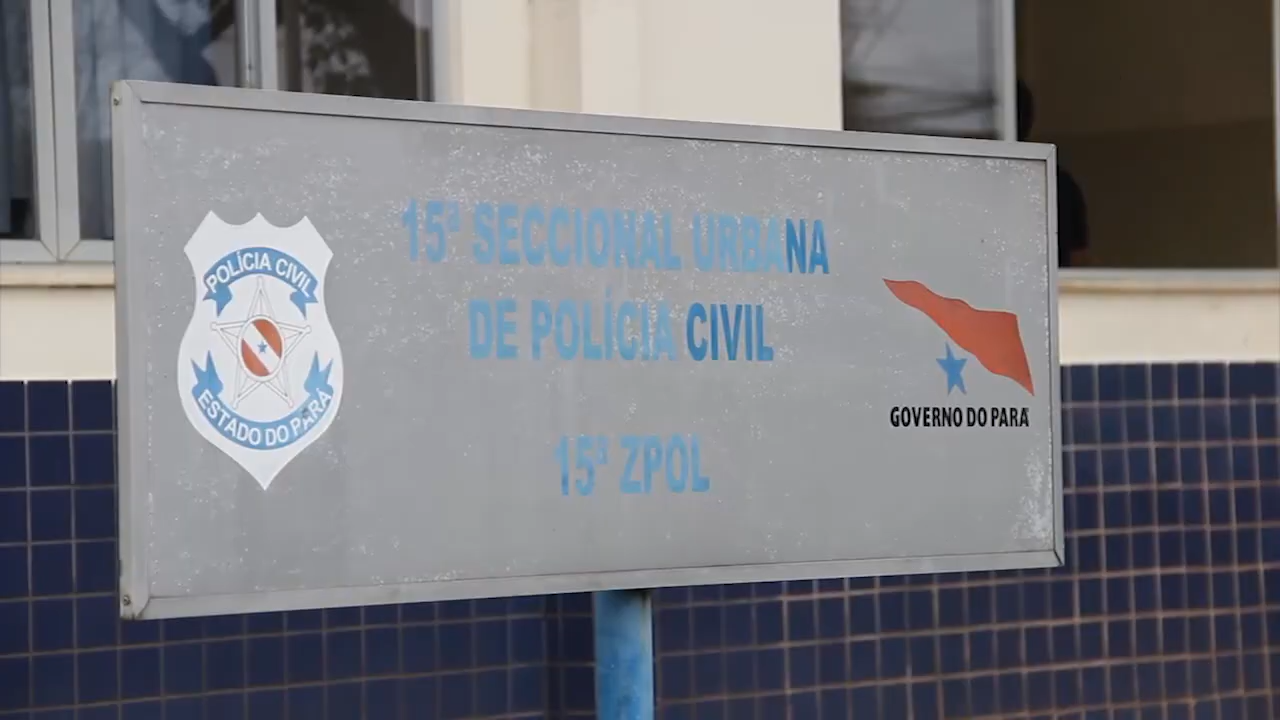 POLÍCIA CIVIL
ESTADO DO PARÁ
15ª SECCIONAL URBANA
DE POLÍCIA CIVIL
15ª ZPOL
GOVERNO DO PARÁ